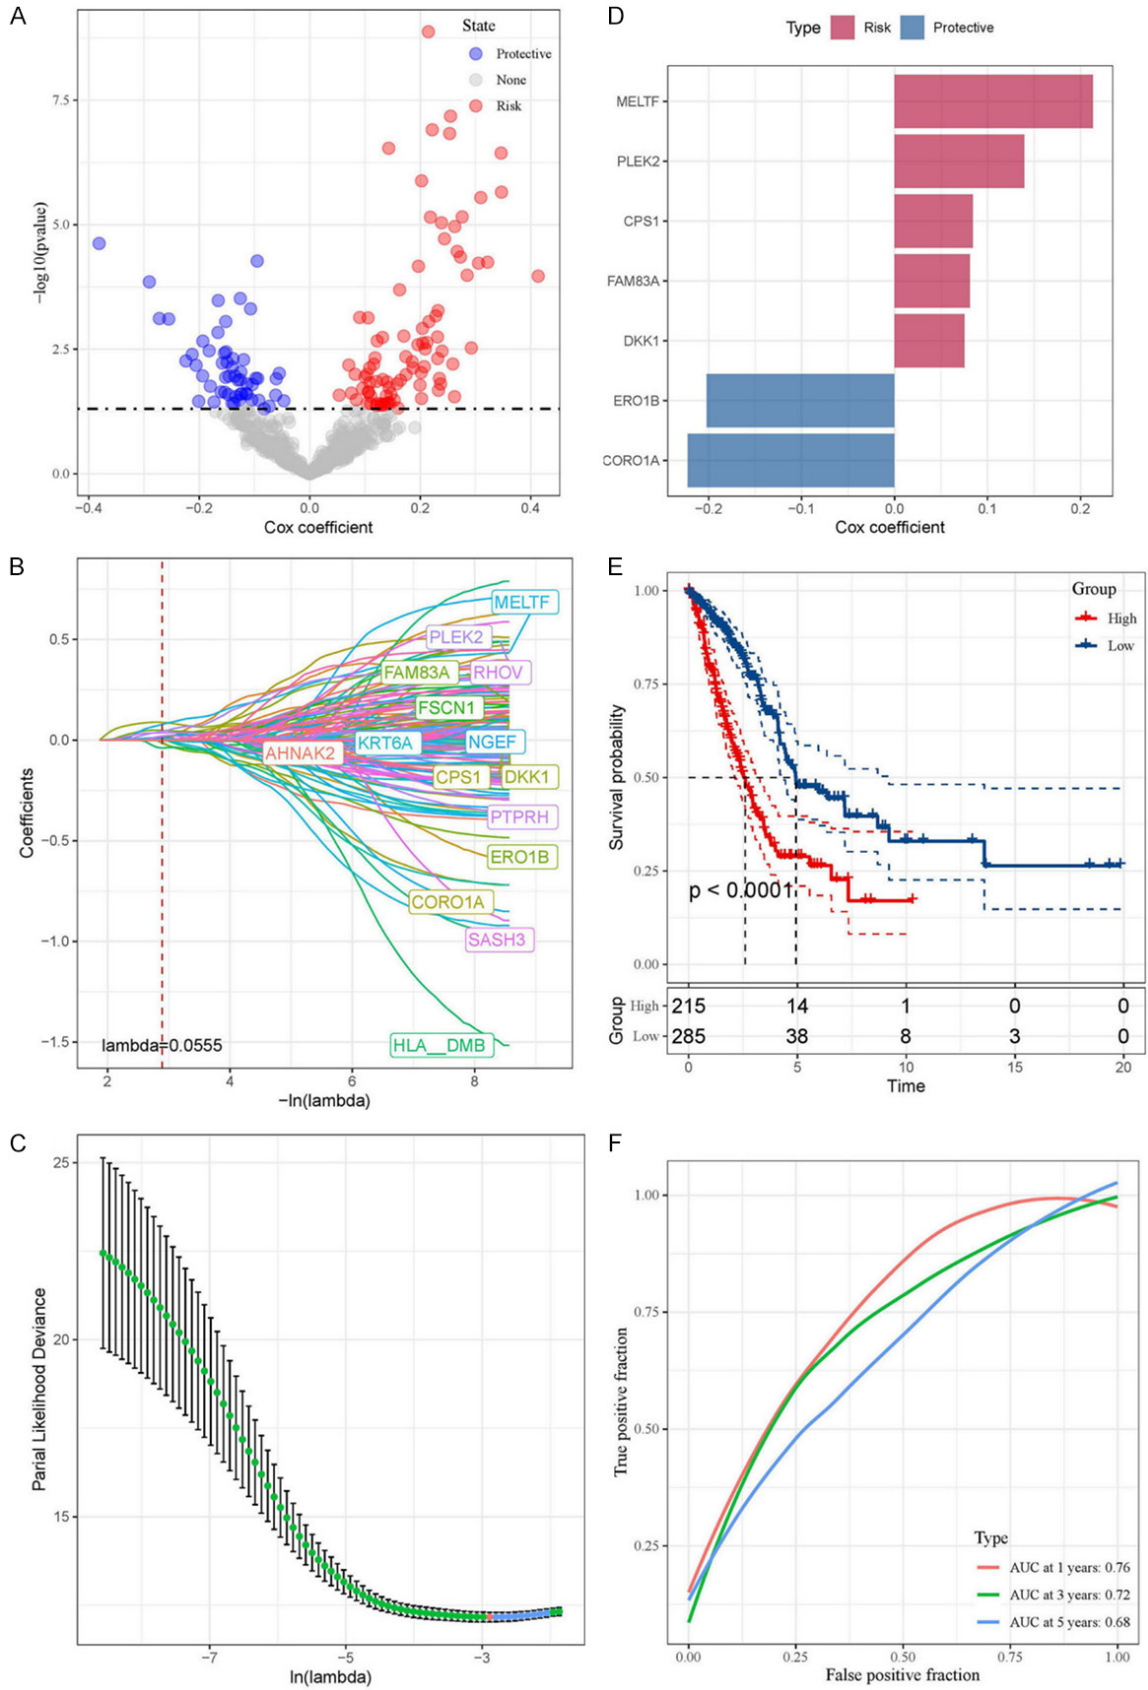 A
State
Protective
None
Risk
7.5
5.0
2.5
0.0
−log10(pvalue)
−0.4
−0.2
0.0
0.2
0.4
Cox coefficient
D
Type
Risk
Protective
MELTF
PLEK2
CPS1
FAM83A
DKK1
ERO1B
CORO1A
−0.2
−0.1
0.0
0.1
0.2
Cox coefficient
B
MELTF
PLEK2
FAM83A
RHOV
FSCN1
AHNAK2
KRT6A
NGEF
CPS1
DKK1
PTPRH
ERO1B
CORO1A
SASH3
HLA__DMB
lambda=0.0555
0.5
0.0
−0.5
−1.0
−1.5
Coefficients
2
4
6
8
−ln(lambda)
E
Group
High
Low
1.00
0.75
0.50
0.25
0.00
Survival probability
p < 0.0001
Group
High 215 14 1 0 0
Low 285 38 8 3 0
0 5 10 15 20
Time
C
25
20
15
Parial Likelihood Deviance
−7
−5
−3
ln(lambda)
F
1.00
0.75
0.50
0.25
True positive fraction
Type
AUC at 1 years: 0.76
AUC at 3 years: 0.72
AUC at 5 years: 0.68
0.00
0.25
0.50
0.75
1.00
False positive fraction